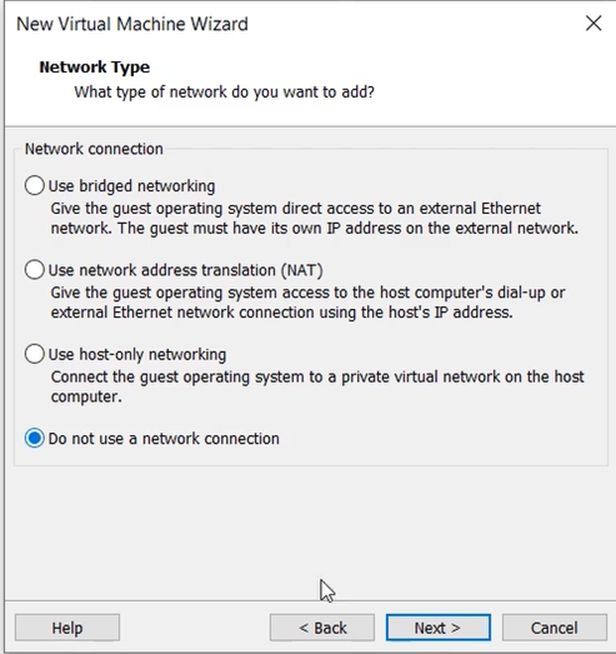 New Virtual Machine Wizard
Network Type
What type of network do you want to add?
Network connection
Use bridged networking
Give the guest operating system direct access to an external Ethernet
network. The guest must have its own IP address on the external network.
Use network address translation (NAT)
Give the guest operating system access to the host computer's dial-up or
external Ethernet network connection using the host's IP address.
Use host-only networking
Connect the guest operating system to a private virtual network on the host
computer.
Do not use a network connection
Help
< Back
Next >
Cancel